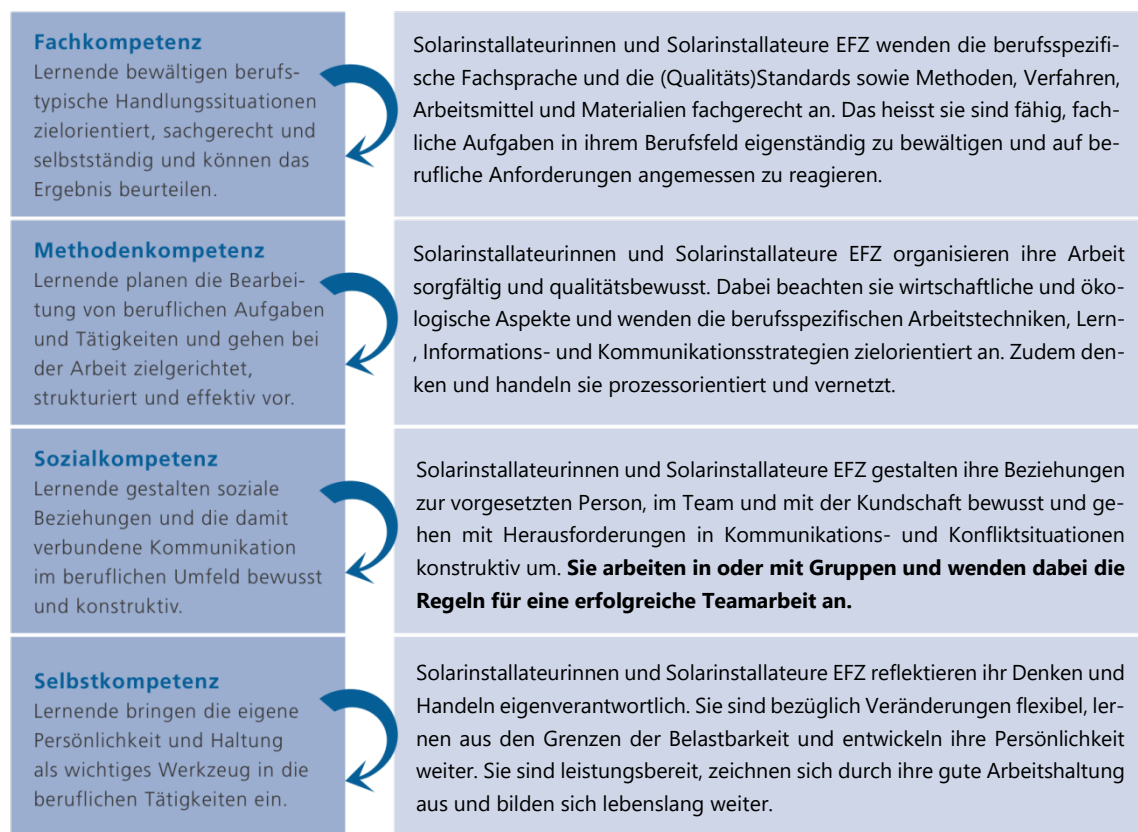 Fachkompetenz
Lernende bewältigen berufs-
typische Handlungssituationen
zielorientiert, sachgerecht und
selbstständig und können das
Ergebnis beurteilen.
Solarinstallateurinnen und Solarinstallateure EFZ wenden die berufsspezifi-
sche Fachsprache und die (Qualitäts)Standards sowie Methoden, Verfahren,
Arbeitsmittel und Materialien fachgerecht an. Das heisst sie sind fähig, fach-
liche Aufgaben in ihrem Berufsfeld eigenständig zu bewältigen und auf be-
rufliche Anforderungen angemessen zu reagieren.
Methodenkompetenz
Lernende planen die Bearbei-
tung von beruflichen Aufgaben
und Tätigkeiten und gehen bei
der Arbeit zielgerichtet,
strukturiert und effektiv vor.
Solarinstallateurinnen und Solarinstallateure EFZ organisieren ihre Arbeit
sorgfältig und qualitätsbewusst. Dabei beachten sie wirtschaftliche und öko-
logische Aspekte und wenden die berufsspezifischen Arbeitstechniken, Lern-
, Informations- und Kommunikationsstrategien zielorientiert an. Zudem den-
ken und handeln sie prozessorientiert und vernetzt.
Sozialkompetenz
Lernende gestalten soziale
Beziehungen und die damit
verbundene Kommunikation
im beruflichen Umfeld bewusst
und konstruktiv.
Solarinstallateurinnen und Solarinstallateure EFZ gestalten ihre Beziehungen
zur vorgesetzten Person, im Team und mit der Kundschaft bewusst und ge-
hen mit Herausforderungen in Kommunikations- und Konfliktsituationen
konstruktiv um. Sie arbeiten in oder mit Gruppen und wenden dabei die
Regeln für eine erfolgreiche Teamarbeit an.
Selbstkompetenz
Lernende bringen die eigene
Persönlichkeit und Haltung
als wichtiges Werkzeug in die
beruflichen Tätigkeiten ein.
Solarinstallateurinnen und Solarinstallateure EFZ reflektieren ihr Denken und
Handeln eigenverantwortlich. Sie sind bezüglich Veränderungen flexibel, ler-
nen aus den Grenzen der Belastbarkeit und entwickeln ihre Persönlichkeit
weiter. Sie sind leistungsbereit, zeichnen sich durch ihre gute Arbeitshaltung
aus und bilden sich lebenslang weiter.